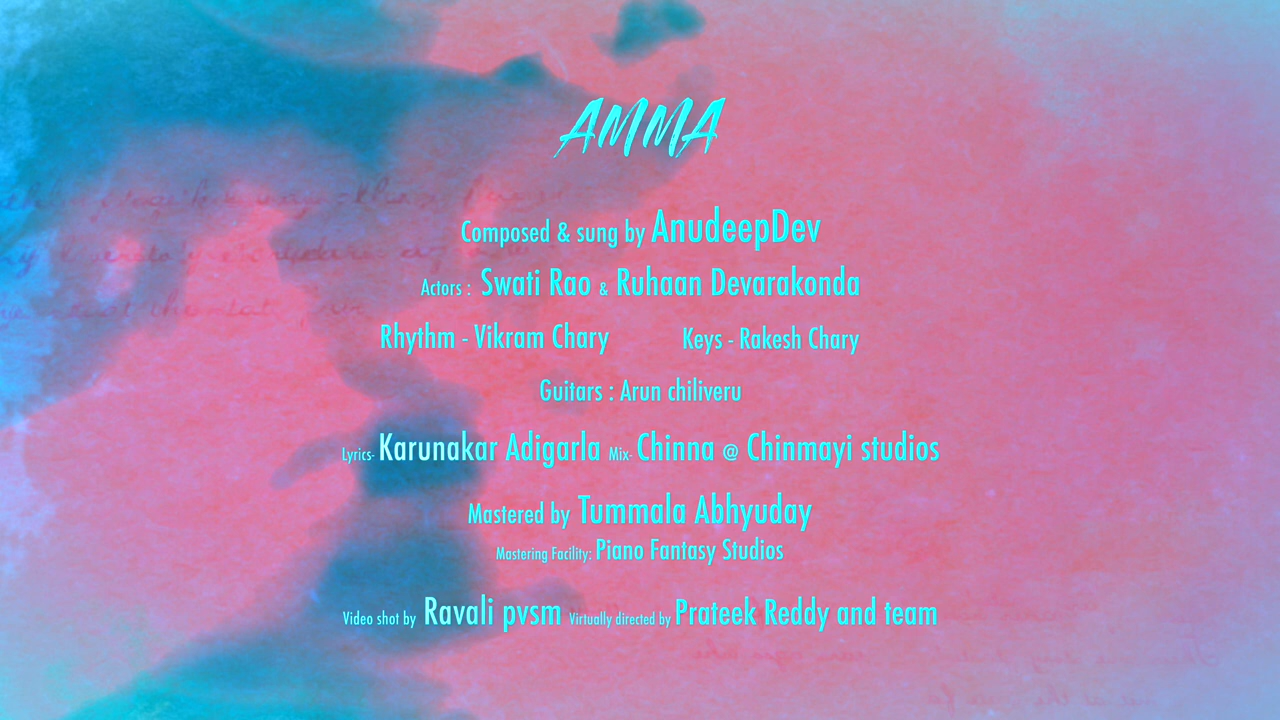 AMMA
Composed & sung by AnudeepDev
Actors : Swati Rao & Ruhaan Devarakonda
Rhythm - Vikram Chary Keys - Rakesh Chary
Guitars : Arun chiliveru
Lyrics- Karunakar Adigarla Mix- Chinna @ Chinmayi studios
Mastered by Tummala Abhyuday
Mastering Facility: Piano Fantasy Studios
Video shot by Ravali pvsm Virtually directed by Prateek Reddy and team